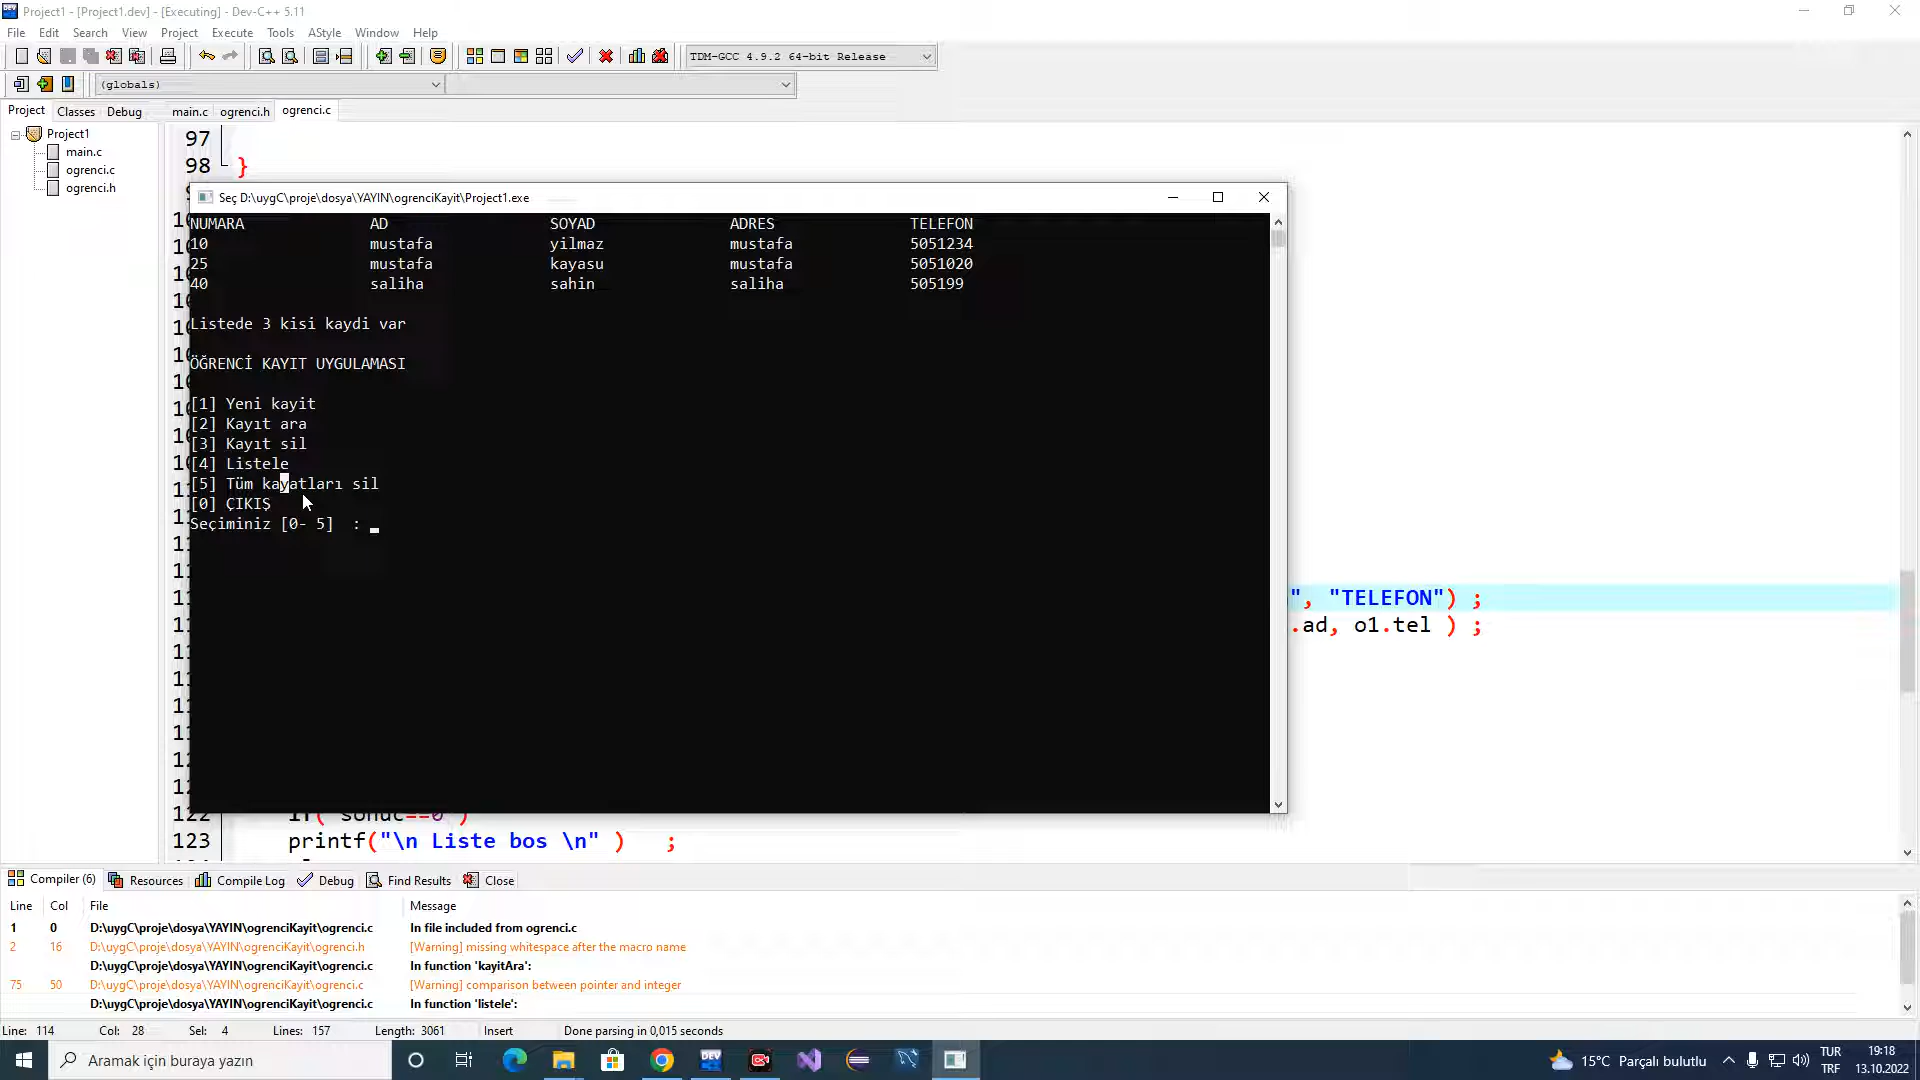 Project1 - [Project1.dev] - [Executing] - Dev-C++ 5.11
File Edit Search View Project Execute Tools AStyle Window Help
TDM-GCC 4.9.2 64-bit Release
(globals)
Project Classes Debug main.c ogrenci.h ogrenci.c
Project1
main.c
ogrenci.c
ogrenci.h
97
98 }
Seç D:\uygC\proje\dosya\YAYIN\ogrenciKayit\Project1.exe
NUMARA AD SOYAD ADRES TELEFON
10 mustafa yilmaz mustafa 5051234
25 mustafa kayasu mustafa 5051020
40 saliha sahin saliha 505199
Listede 3 kisi kaydi var
ÖĞRENCİ KAYIT UYGULAMASI
[1] Yeni kayit
[2] Kayıt ara
[3] Kayıt sil
[4] Listele
[5] Tüm kayatları sil
[0] ÇIKIŞ
Seçiminiz [0- 5] : _
", "TELEFON") ;
.ad, o1.tel ) ;
122 if( sonuc==0 )
123 printf("\n Liste bos \n" ) ;
Compiler (6) Resources Compile Log Debug Find Results Close
Line Col File Message
1 0 D:\uygC\proje\dosya\YAYIN\ogrenciKayit\ogrenci.c In file included from ogrenci.c
2 16 D:\uygC\proje\dosya\YAYIN\ogrenciKayit\ogrenci.h [Warning] missing whitespace after the macro name
D:\uygC\proje\dosya\YAYIN\ogrenciKayit\ogrenci.c In function 'kayitAra':
75 50 D:\uygC\proje\dosya\YAYIN\ogrenciKayit\ogrenci.c [Warning] comparison between pointer and integer
D:\uygC\proje\dosya\YAYIN\ogrenciKayit\ogrenci.c In function 'listele':
Line: 114 Col: 28 Sel: 4 Lines: 157 Length: 3061 Insert Done parsing in 0,015 seconds
Aramak için buraya yazın
DEV
15°C Parçalı bulutlu
TUR
TRF
19:18
13.10.2022